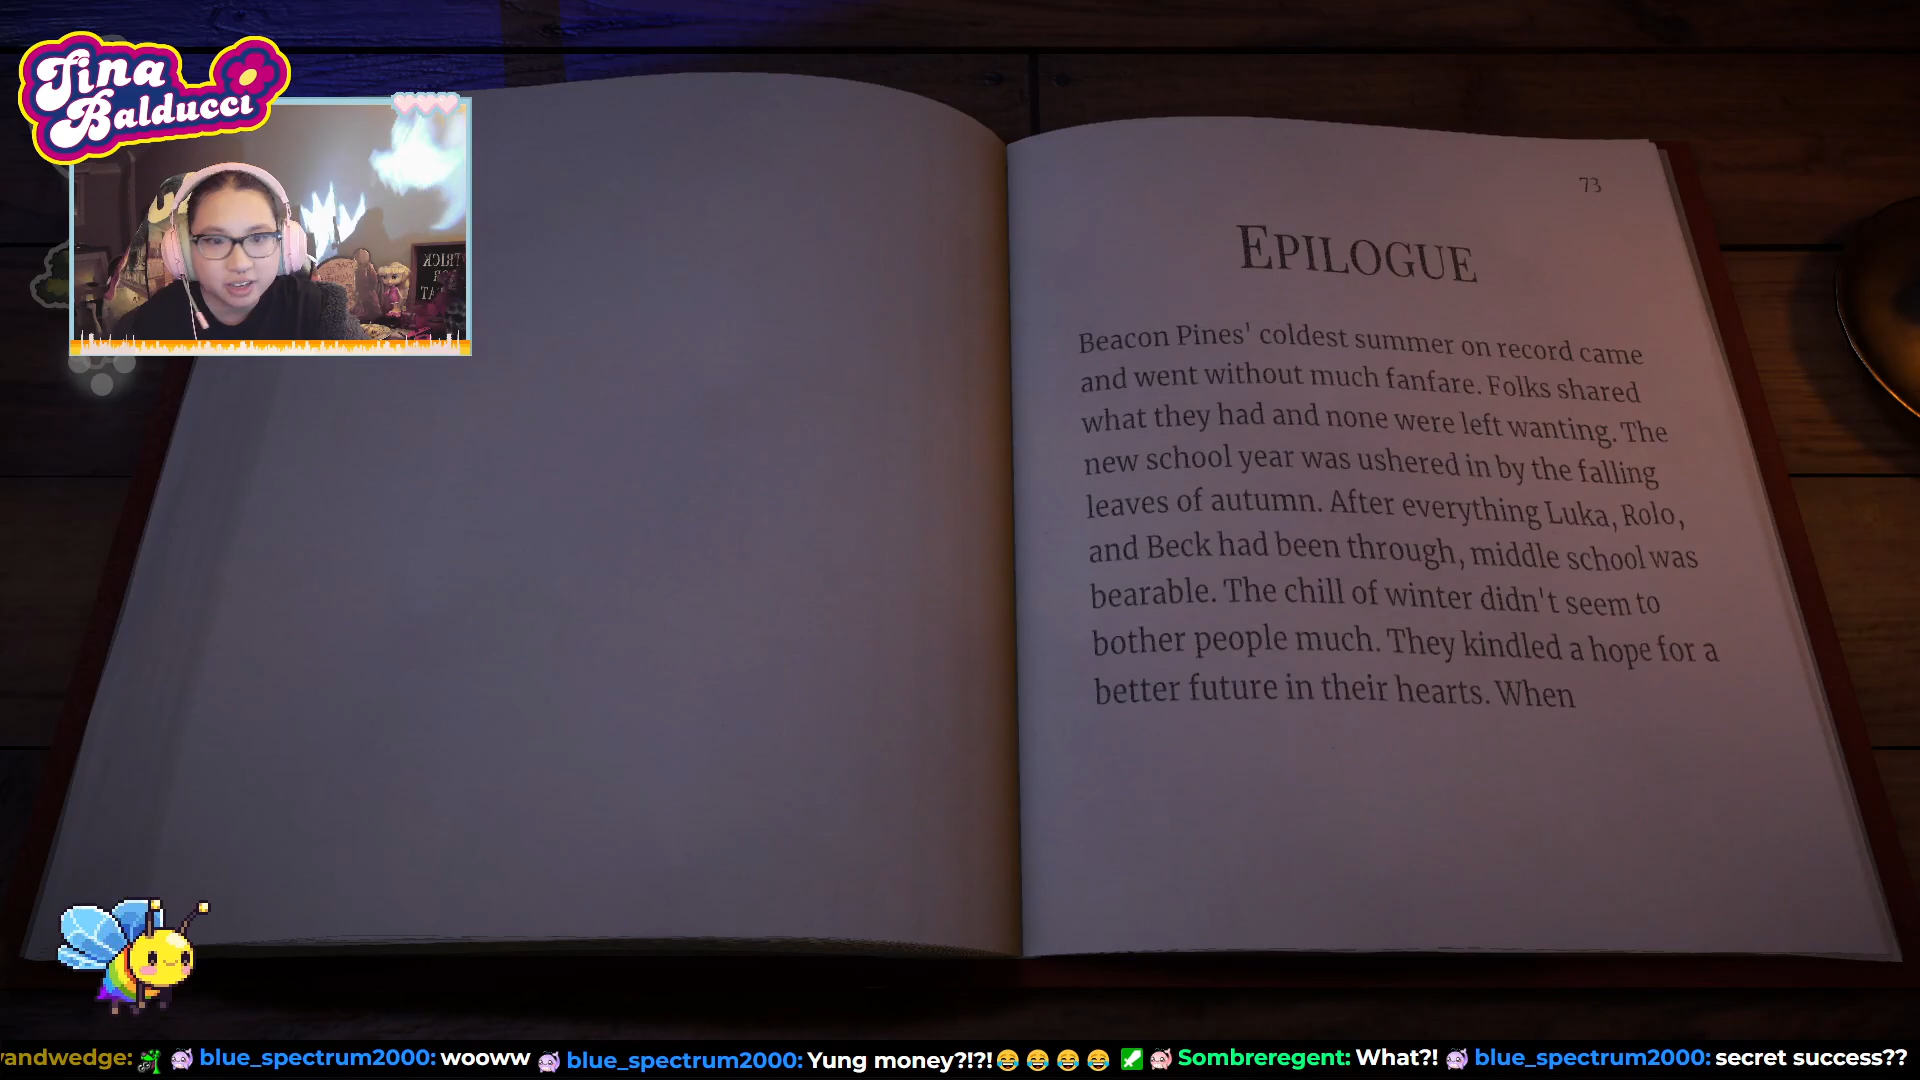 Tina
Balducci
73
EPILOGUE
Beacon Pines' coldest summer on record came
and went without much fanfare. Folks shared
what they had and none were left wanting. The
new school year was ushered in by the falling
leaves of autumn. After everything Luka, Rolo,
and Beck had been through, middle school was
bearable. The chill of winter didn't seem to
bother people much. They kindled a hope for a
better future in their hearts. When
andwedge: blue_spectrum2000: wooww blue_spectrum2000: Yung money?!?!😂 😂 😂 😂 Sombreregent: What?! blue_spectrum2000: secret success??